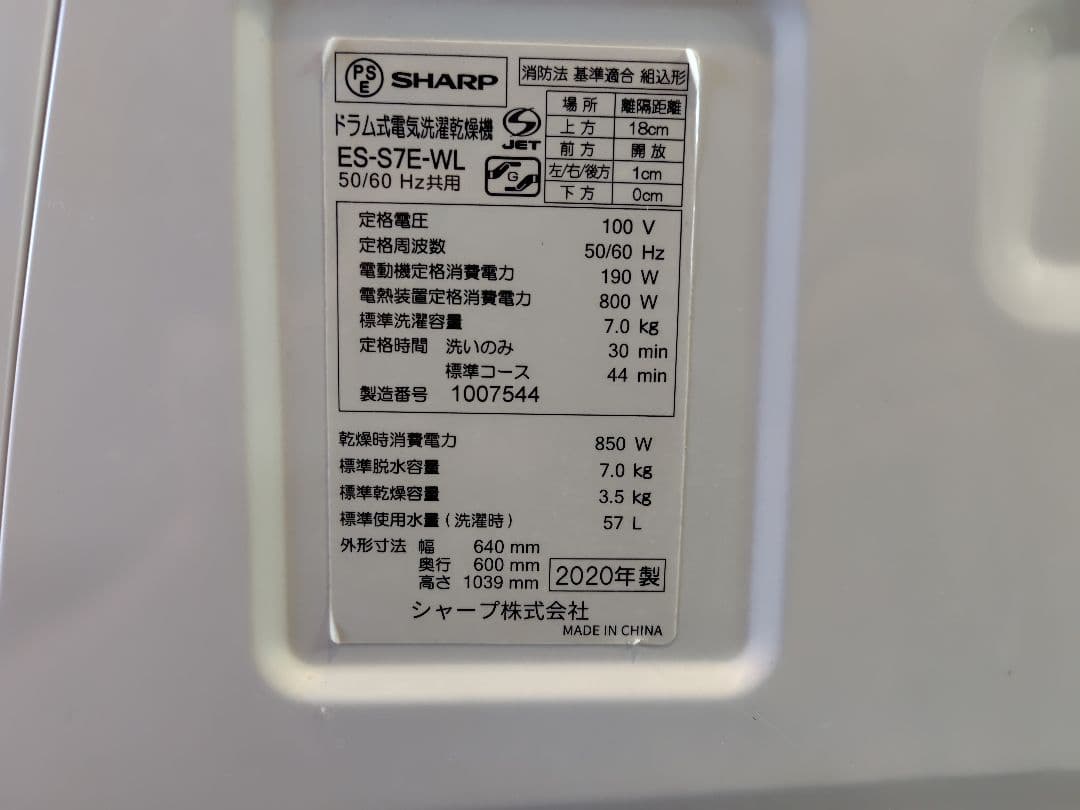 PSE SHARP
消防法 基準適合 組込形
場所 離隔距離
上方 18cm
前方 開放
左/右/後方 1cm
下方 0cm
ドラム式電気洗濯乾燥機
S JET
ES-S7E-WL
G
50/60 Hz共用
定格電圧 100 V
定格周波数 50/60 Hz
電動機定格消費電力 190 W
電熱装置定格消費電力 800 W
標準洗濯容量 7.0 kg
定格時間 洗いのみ 30 min
標準コース 44 min
製造番号 1007544
乾燥時消費電力 850 W
標準脱水容量 7.0 kg
標準乾燥容量 3.5 kg
標準使用水量(洗濯時) 57 L
外形寸法 幅 640 mm
奥行 600 mm
高さ 1039 mm
2020年製
シャープ株式会社
MADE IN CHINA